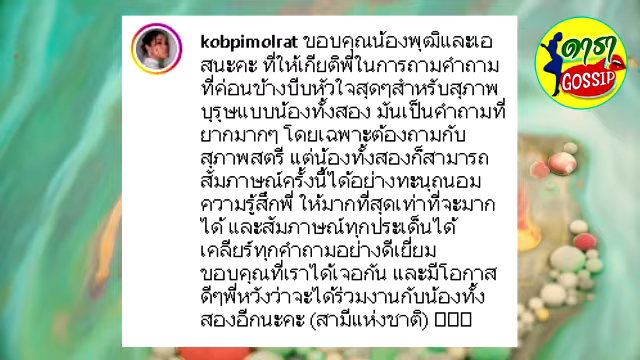 ดารา
GOSSIP
kobpimolrat ขอบคุณน้องพุฒิและเอ
สนะคะ ที่ให้เกียติพี่ในการถามคำถาม
ที่ค่อนข้างบีบหัวใจสุดๆสำหรับสุภาพ
บุรุษแบบน้องทั้งสอง มันเป็นคำถามที่
ยากมากๆ โดยเฉพาะต้องถามกับ
สุภาพสตรี แต่น้องทั้งสองก็สามารถ
สัมภาษณ์ครั้งนี้ได้อย่างทะนุถนอม
ความรู้สึกพี่ ให้มากที่สุดเท่าที่จะมาก
ได้ และสัมภาษณ์ทุกประเด็นได้
เคลียร์ทุกคำถามอย่างดีเยี่ยม
ขอบคุณที่เราได้เจอกัน และมีโอกาส
ดีๆพี่หวังว่าจะได้ร่วมงานกับน้องทั้ง
สองอีกนะคะ (สามีแห่งชาติ) □□□